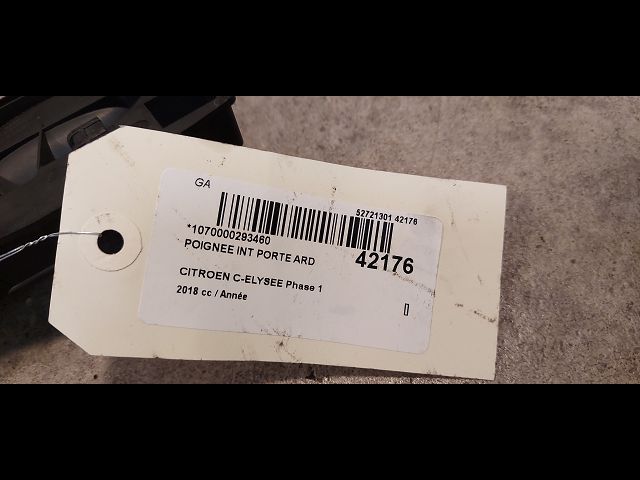 GA
52721301 42176
*1070000293460
POIGNEE INT PORTE ARD
42176
CITROEN C-ELYSEE Phase 1
2018 cc / Année